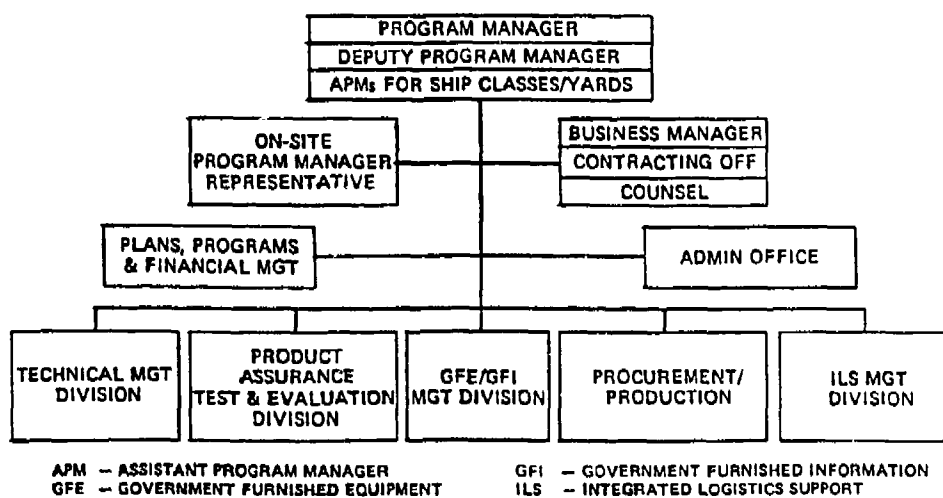 PROGRAM MANAGER
DEPUTY PROGRAM MANAGER
APMs FOR SHIP CLASSES/YARDS
ON-SITE
PROGRAM MANAGER
REPRESENTATIVE
BUSINESS MANAGER
CONTRACTING OFF
COUNSEL
PLANS, PROGRAMS
& FINANCIAL MGT
ADMIN OFFICE
TECHNICAL MGT
DIVISION
PRODUCT
ASSURANCE
TEST & EVALUATION
DIVISION
GFE/GFI
MGT DIVISION
PROCUREMENT/
PRODUCTION
ILS MGT
DIVISION
APM – ASSISTANT PROGRAM MANAGER
GFE – GOVERNMENT FURNISHED EQUIPMENT
GFI – GOVERNMENT FURNISHED INFORMATION
ILS – INTEGRATED LOGISTICS SUPPORT